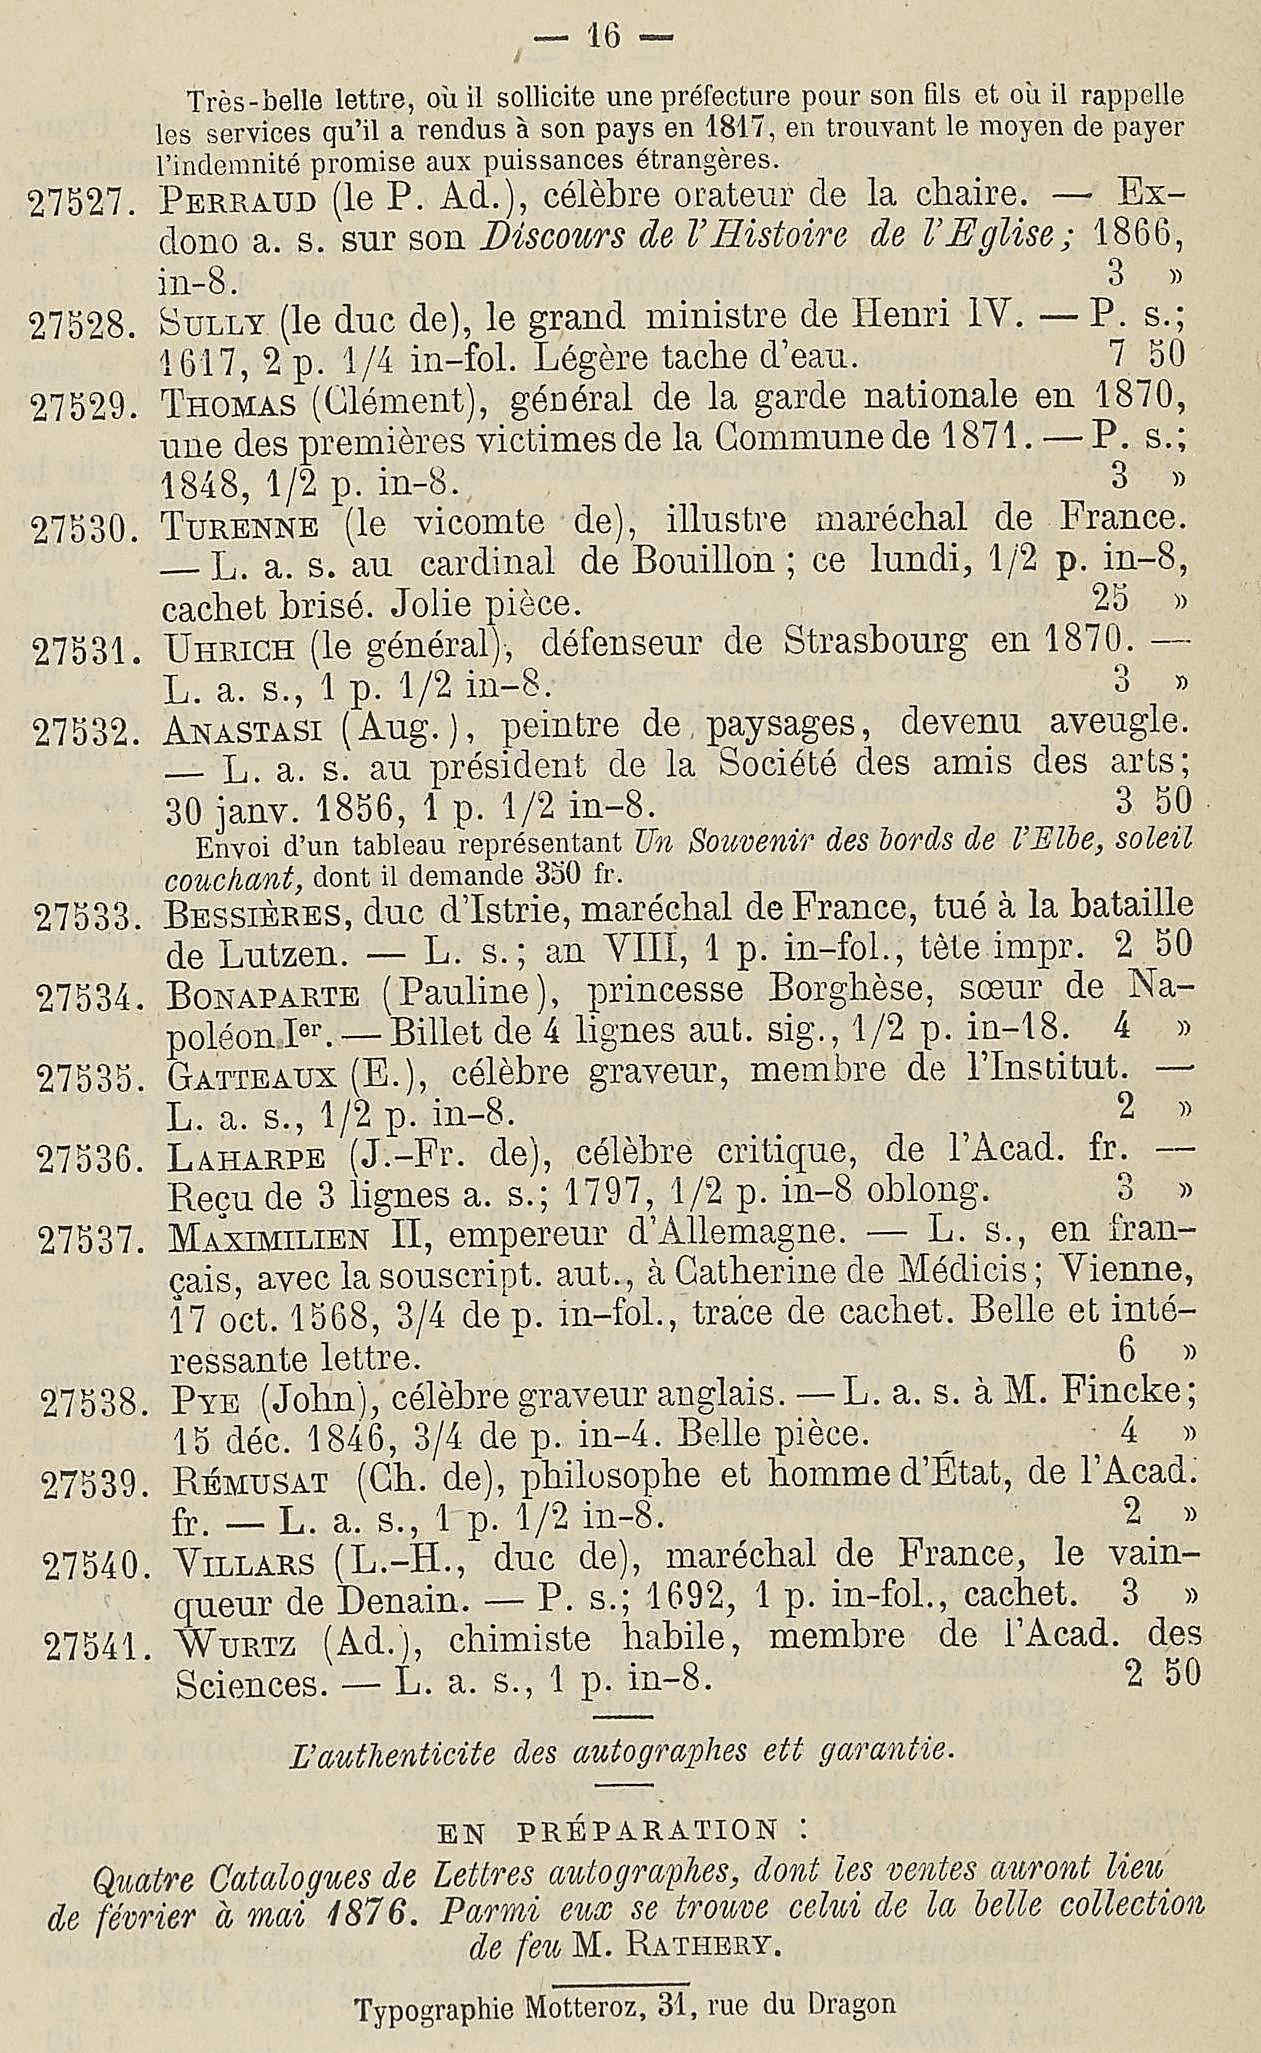 — 16 —
Très-belle lettre, où il sollicite une préfecture pour son fils et où il rappelle
les services qu'il a rendus à son pays en 1817, en trouvant le moyen de payer
l'indemnité promise aux puissances étrangères.
27527. PERRAUD (le P. Ad.), célèbre orateur de la chaire. — Ex-
dono a. s. sur son Discours de l'Histoire de l'Eglise; 1866,
in-8. 3 »
27528. SULLY (le duc de), le grand ministre de Henri IV. — P. s.;
1617, 2 p. 1/4 in-fol. Légère tache d'eau. 7 50
27529. THOMAS (Clément), général de la garde nationale en 1870,
une des premières victimes de la Commune de 1871. — P. s.;
1848, 1/2 p. in-8. 3 »
27530. TURENNE (le vicomte de), illustre maréchal de France.
— L. a. s. au cardinal de Bouillon ; ce lundi, 1/2 p. in-8,
cachet brisé. Jolie pièce. 25 »
27531. UHRICH (le général), défenseur de Strasbourg en 1870. —
L. a. s., 1 p. 1/2 in-8. 3 »
27532. ANASTASI (Aug.), peintre de paysages, devenu aveugle.
— L. a. s. au président de la Société des amis des arts;
30 janv. 1856, 1 p. 1/2 in-8. 3 50
Envoi d'un tableau représentant Un Souvenir des bords de l'Elbe, soleil
couchant, dont il demande 350 fr.
27533. BESSIÈRES, duc d'Istrie, maréchal de France, tué à la bataille
de Lutzen. — L. s.; an VIII, 1 p. in-fol., tête impr. 2 50
27534. BONAPARTE (Pauline), princesse Borghèse, sœur de Na-
poléon Ier. — Billet de 4 lignes aut. sig., 1/2 p. in-18. 4 »
27535. GATTEAUX (E.), célèbre graveur, membre de l'Institut. —
L. a. s., 1/2 p. in-8. 2 »
27536. LAHARPE (J.-Fr. de), célèbre critique, de l'Acad. fr. —
Reçu de 3 lignes a. s.; 1797, 1/2 p. in-8 oblong. 3 »
27537. MAXIMILIEN II, empereur d'Allemagne. — L. s., en fran-
çais, avec la souscript. aut., à Catherine de Médicis; Vienne,
17 oct. 1568, 3/4 de p. in-fol., trace de cachet. Belle et inté-
ressante lettre. 6 »
27538. PYE (John), célèbre graveur anglais. — L. a. s. à M. Fincke;
15 déc. 1846, 3/4 de p. in-4. Belle pièce. 4 »
27539. RÉMUSAT (Ch. de), philosophe et homme d'État, de l'Acad.
fr. — L. a. s., 1 p. 1/2 in-8. 2 »
27540. VILLARS (L.-H., duc de), maréchal de France, le vain-
queur de Denain. — P. s.; 1692, 1 p. in-fol., cachet. 3 »
27541. WURTZ (Ad.), chimiste habile, membre de l'Acad. des
Sciences. — L. a. s., 1 p. in-8. 2 50
L'authenticite des autographes ett garantie.
EN PRÉPARATION :
Quatre Catalogues de Lettres autographes, dont les ventes auront lieu
de février à mai 1876. Parmi eux se trouve celui de la belle collection
de feu M. RATHERY.
Typographie Motteroz, 31, rue du Dragon